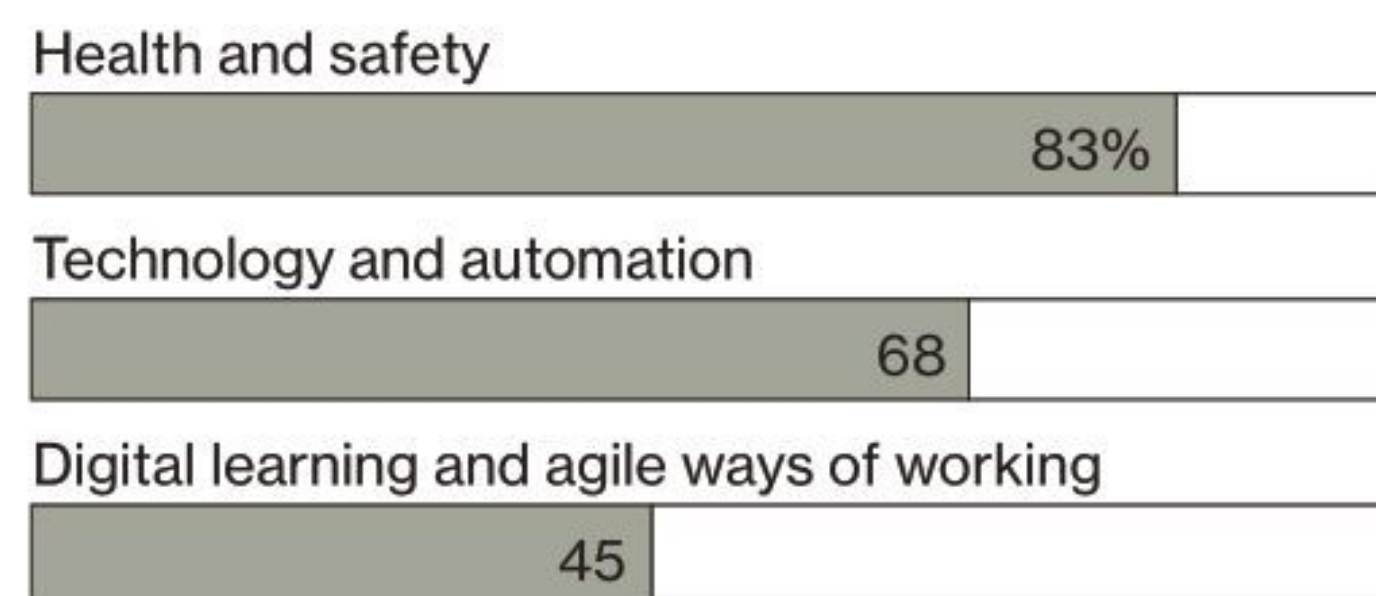 Health and safety
83%
Technology and automation
68
Digital learning and agile ways of working
45